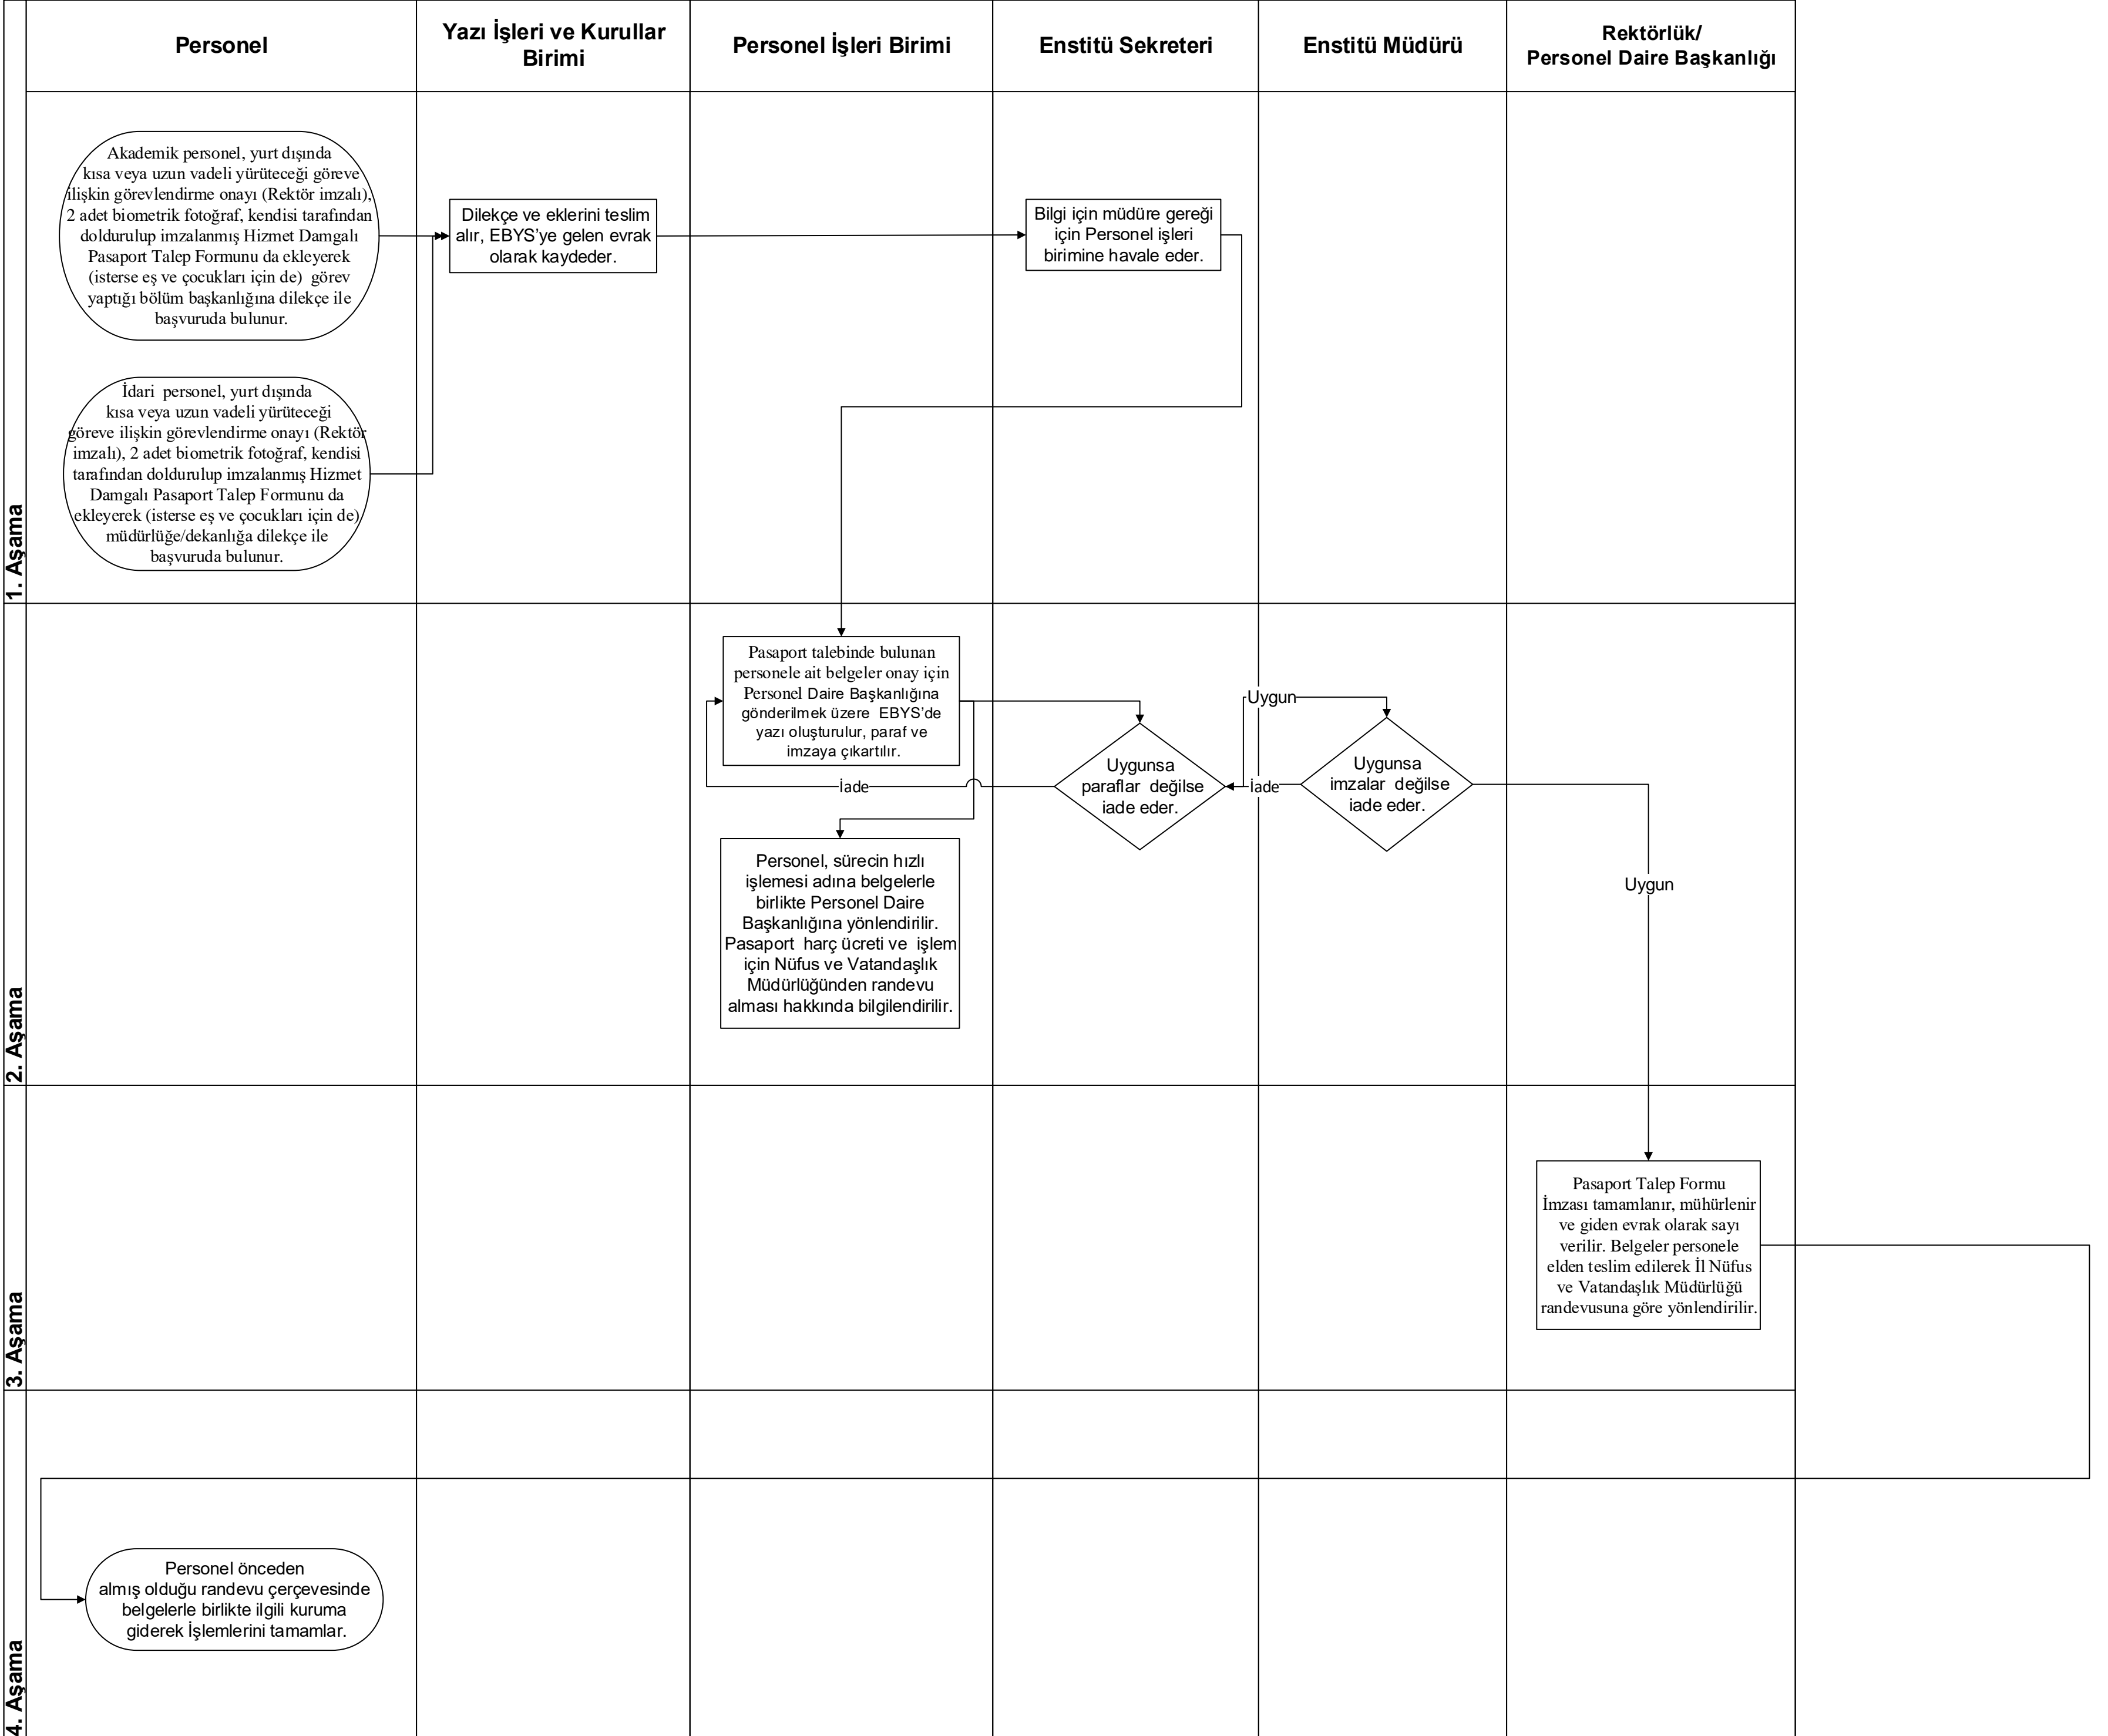 Personel
Yazı İşleri ve Kurullar
Birimi
Personel İşleri Birimi
Enstitü Sekreteri
Enstitü Müdürü
Rektörlük/
Personel Daire Başkanlığı
1. Aşama
Akademik personel, yurt dışında
kısa veya uzun vadeli yürüteceği göreve
ilişkin görevlendirme onayı (Rektör imzalı),
2 adet biometrik fotoğraf, kendisi tarafından
doldurulup imzalanmış Hizmet Damgalı
Pasaport Talep Formunu da ekleyerek
(isterse eş ve çocukları için de) görev
yaptığı bölüm başkanlığına dilekçe ile
başvuruda bulunur.
Dilekçe ve eklerini teslim
alır, EBYS’ye gelen evrak
olarak kaydeder.
Bilgi için müdüre gereği
için Personel işleri
birimine havale eder.
İdari personel, yurt dışında
kısa veya uzun vadeli yürüteceği
göreve ilişkin görevlendirme onayı (Rektör
imzalı), 2 adet biometrik fotoğraf, kendisi
tarafından doldurulup imzalanmış Hizmet
Damgalı Pasaport Talep Formunu da
ekleyerek (isterse eş ve çocukları için de)
müdürlüğe/dekanlığa dilekçe ile
başvuruda bulunur.
2. Aşama
Pasaport talebinde bulunan
personele ait belgeler onay için
Personel Daire Başkanlığına
gönderilmek üzere EBYS’de
yazı oluşturulur, paraf ve
imzaya çıkartılır.
İade
Uygunsa
paraflar değilse
iade eder.
Uygun
İade
Uygunsa
imzalar değilse
iade eder.
Uygun
Personel, sürecin hızlı
işlemesi adına belgelerle
birlikte Personel Daire
Başkanlığına yönlendirilir.
Pasaport harç ücreti ve işlem
için Nüfus ve Vatandaşlık
Müdürlüğünden randevu
alması hakkında bilgilendirilir.
3. Aşama
Pasaport Talep Formu
İmzası tamamlanır, mühürlenir
ve giden evrak olarak sayı
verilir. Belgeler personele
elden teslim edilerek İl Nüfus
ve Vatandaşlık Müdürlüğü
randevusuna göre yönlendirilir.
4. Aşama
Personel önceden
almış olduğu randevu çerçevesinde
belgelerle birlikte ilgili kuruma
giderek İşlemlerini tamamlar.